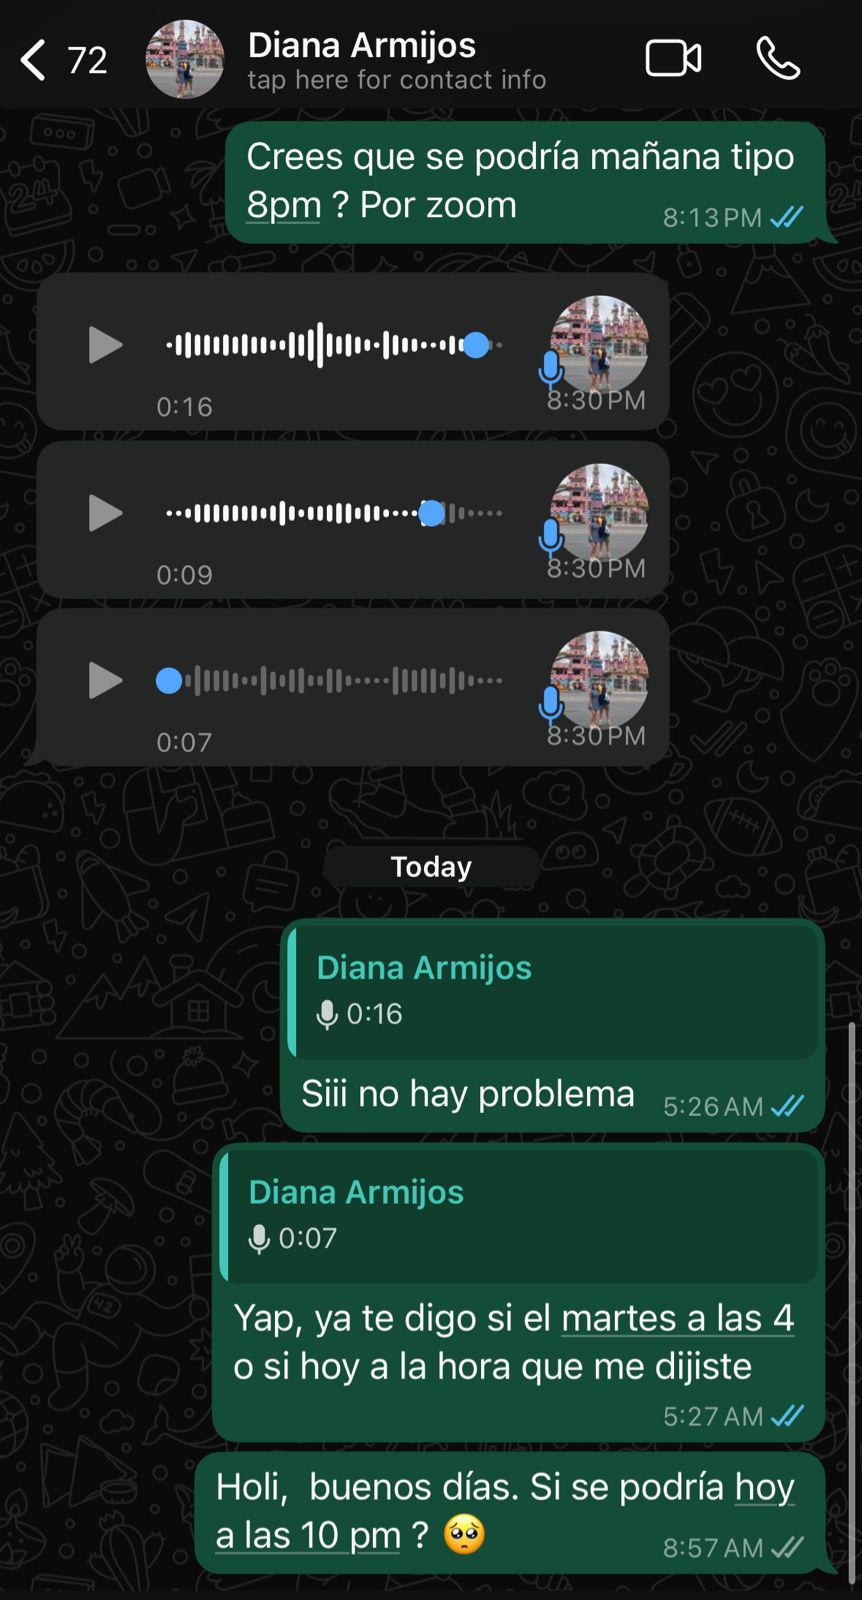 72
Diana Armijos
tap here for contact info
Crees que se podría mañana tipo
8pm ? Por zoom
8:13 PM
0:16
8:30 PM
0:09
8:30 PM
0:07
8:30 PM
Today
Diana Armijos
0:16
Siii no hay problema
5:26 AM
Diana Armijos
0:07
Yap, ya te digo si el martes a las 4
o si hoy a la hora que me dijiste
5:27 AM
Holi,  buenos días. Si se podría hoy
a las 10 pm ? 🥺
8:57 AM